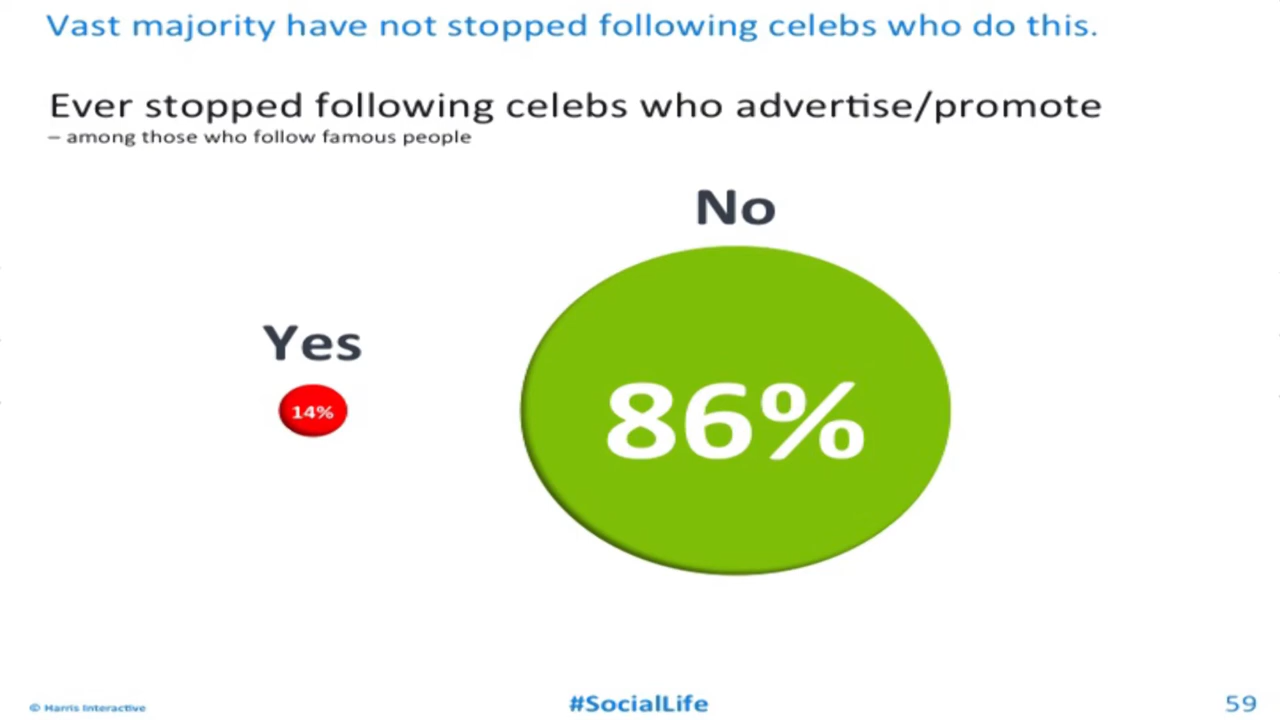 Vast majority have not stopped following celebs who do this.
Ever stopped following celebs who advertise/promote
– among those who follow famous people
No
Yes
14%
86%
© Harris Interactive
#SocialLife
59